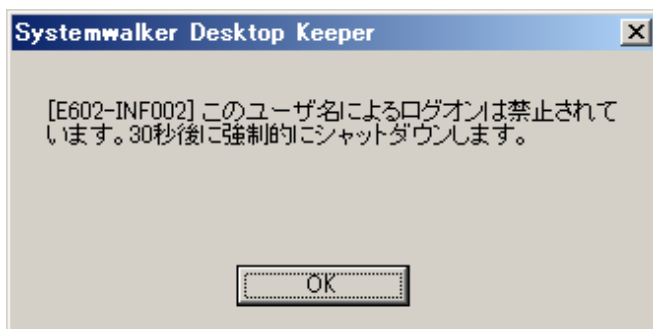 Systemwalker Desktop Keeper
[E602-INF002] このユーザ名によるログオンは禁止されて
います。30秒後に強制的にシャットダウンします。
OK